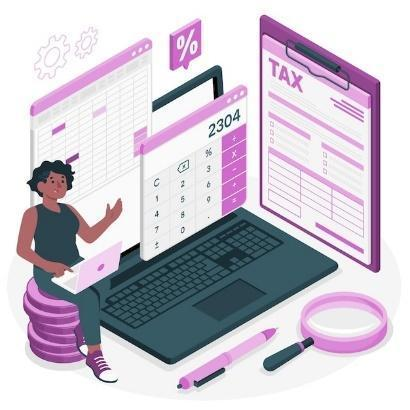 %
TAX
2304
C ⌫ % ÷
1 2 3 ×
4 5 6 -
7 8 9 +
± 0 . =